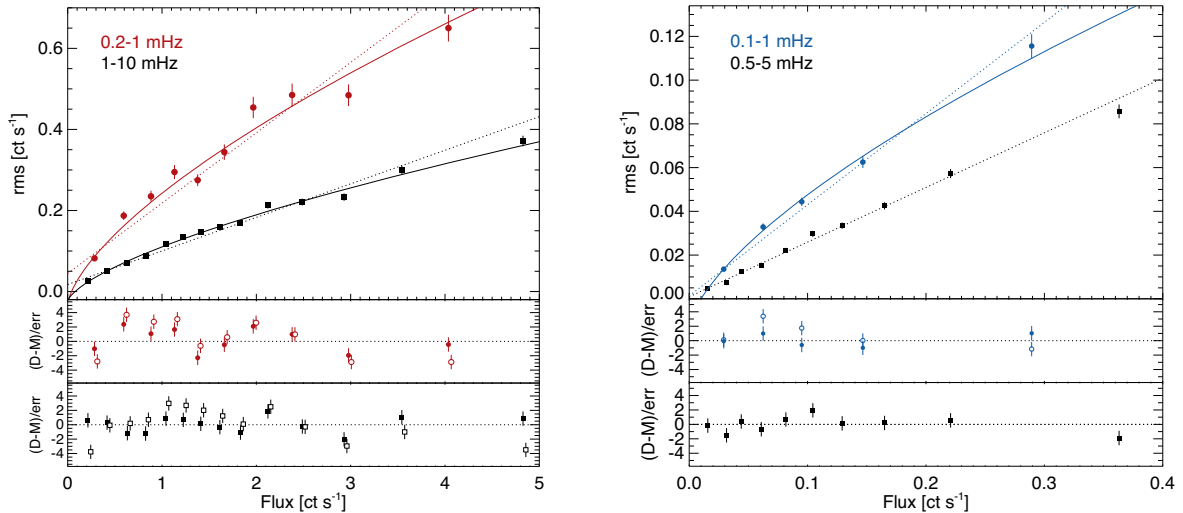 0.2-1 mHz
1-10 mHz
rms [ct s⁻¹]
0.6
0.4
0.2
0.0
(D-M)/err
4
2
0
-2
-4
(D-M)/err
4
2
0
-2
-4
0 1 2 3 4 5
Flux [ct s⁻¹]
0.1-1 mHz
0.5-5 mHz
rms [ct s⁻¹]
0.12
0.10
0.08
0.06
0.04
0.02
0.00
(D-M)/err
4
2
0
-2
-4
(D-M)/err
4
2
0
-2
-4
0.0 0.1 0.2 0.3 0.4
Flux [ct s⁻¹]